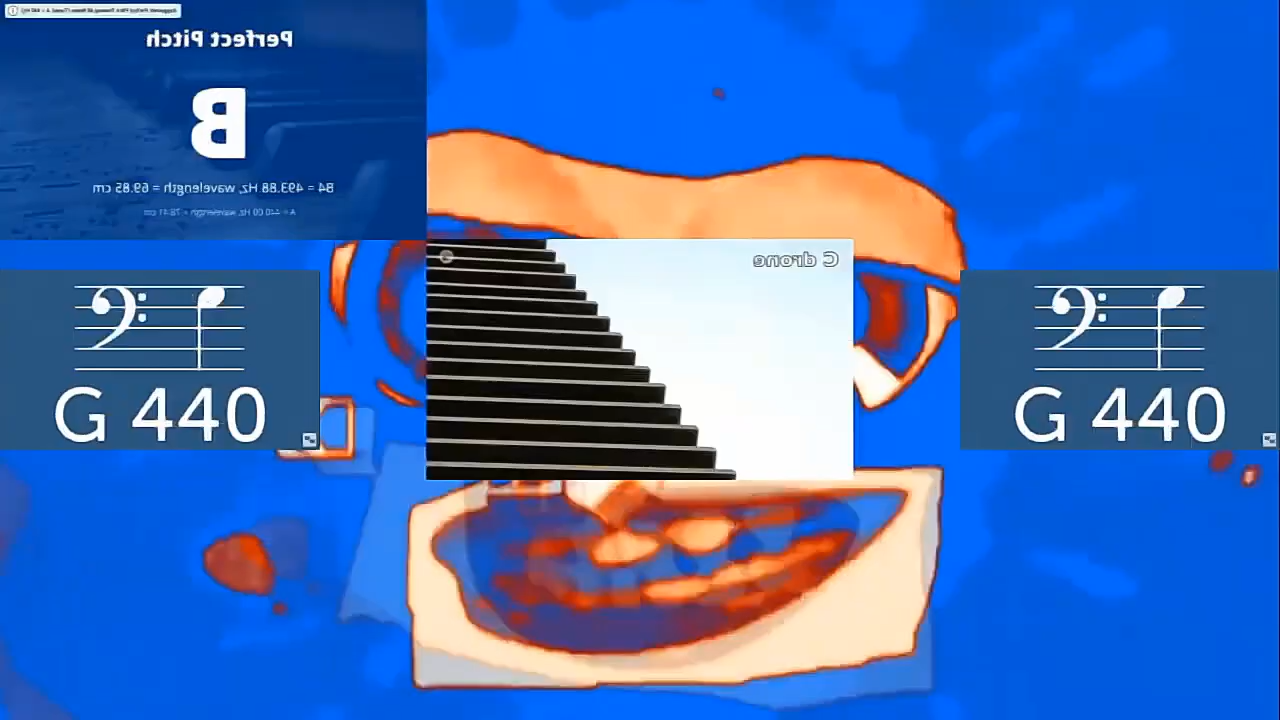 Perfect Pitch
B
B4 = 493.88 Hz, wavelength = 69.85 cm
A = 440.00 Hz, wavelength = 78.41 cm
C drone
G 440
G 440